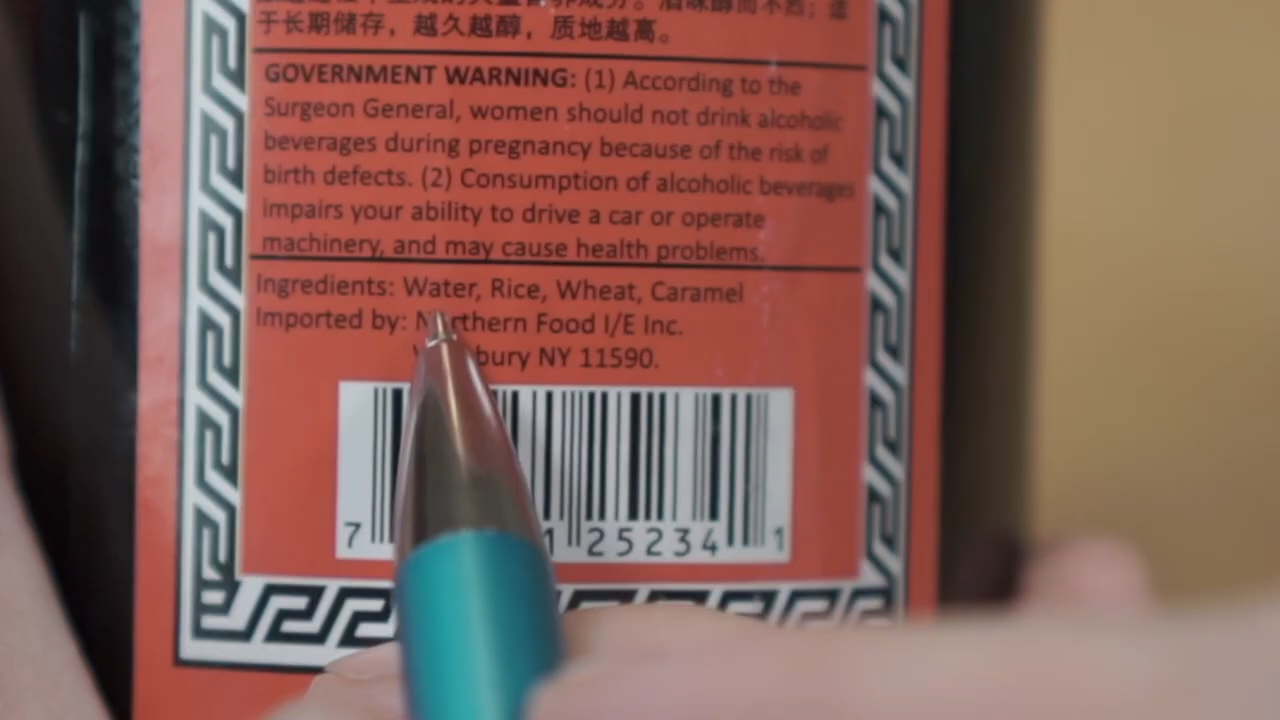 于长期储存，越久越醇，质地越高。
GOVERNMENT WARNING: (1) According to the
Surgeon General, women should not drink alcoholic
beverages during pregnancy because of the risk of
birth defects. (2) Consumption of alcoholic beverages
impairs your ability to drive a car or operate
machinery, and may cause health problems.
Ingredients: Water, Rice, Wheat, Caramel
Imported by: Northern Food I/E Inc.
NY 11590.
7 1 25234 1